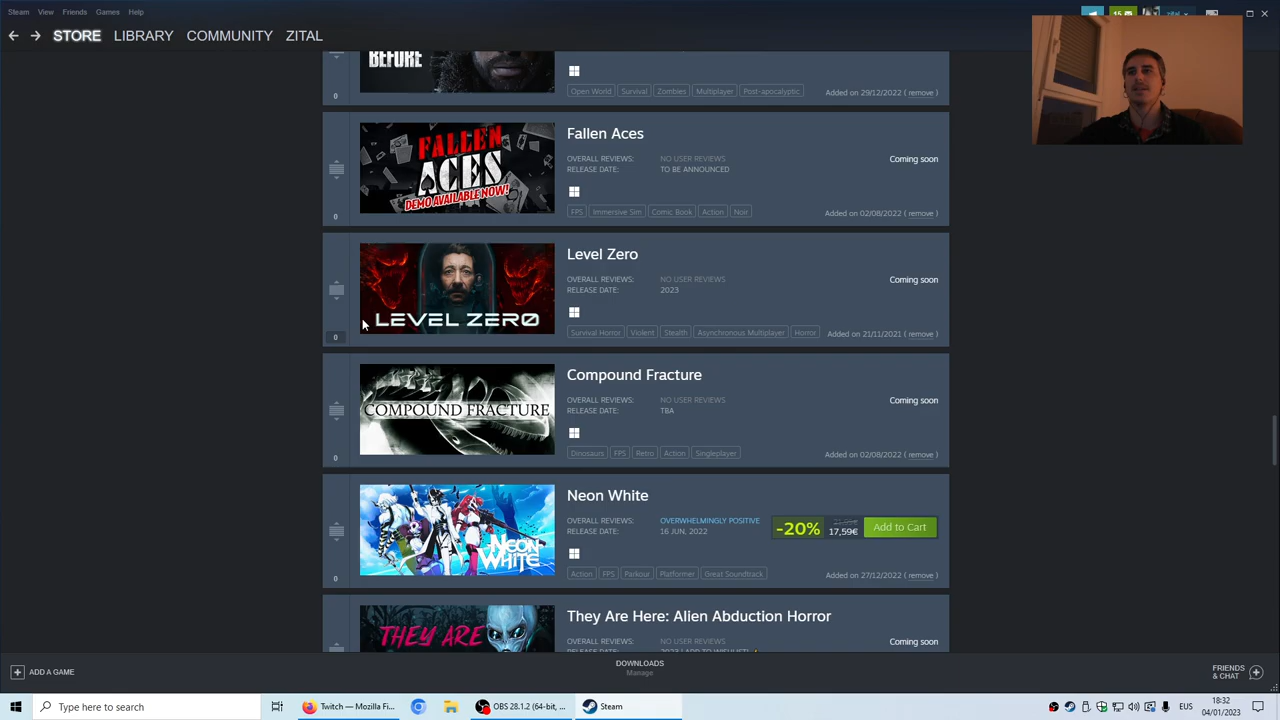 Steam View Friends Games Help
STORE LIBRARY COMMUNITY ZITAL
BEFORE
0
Open World Survival Zombies Multiplayer Post-apocalyptic
Added on 29/12/2022 ( remove )
FALLEN
ACES
DEMO AVAILABLE NOW!
Fallen Aces
OVERALL REVIEWS: NO USER REVIEWS
RELEASE DATE: TO BE ANNOUNCED
Coming soon
0
FPS Immersive Sim Comic Book Action Noir
Added on 02/08/2022 ( remove )
LEVEL ZERO
Level Zero
OVERALL REVIEWS: NO USER REVIEWS
RELEASE DATE: 2023
Coming soon
0
Survival Horror Violent Stealth Asynchronous Multiplayer Horror
Added on 21/11/2021 ( remove )
COMPOUND FRACTURE
Compound Fracture
OVERALL REVIEWS: NO USER REVIEWS
RELEASE DATE: TBA
Coming soon
0
Dinosaurs FPS Retro Action Singleplayer
Added on 02/08/2022 ( remove )
NEON
WHITE
Neon White
OVERALL REVIEWS: OVERWHELMINGLY POSITIVE
RELEASE DATE: 16 JUN, 2022
-20% 17,59€ Add to Cart
0
Action FPS Parkour Platformer Great Soundtrack
Added on 27/12/2022 ( remove )
THEY ARE
They Are Here: Alien Abduction Horror
OVERALL REVIEWS: NO USER REVIEWS
Coming soon
ADD A GAME
DOWNLOADS
Manage
FRIENDS
& CHAT
Type here to search
Twitch — Mozilla Fi...
OBS 28.1.2 (64-bit, ...
Steam
EUS
18:32
04/01/2023